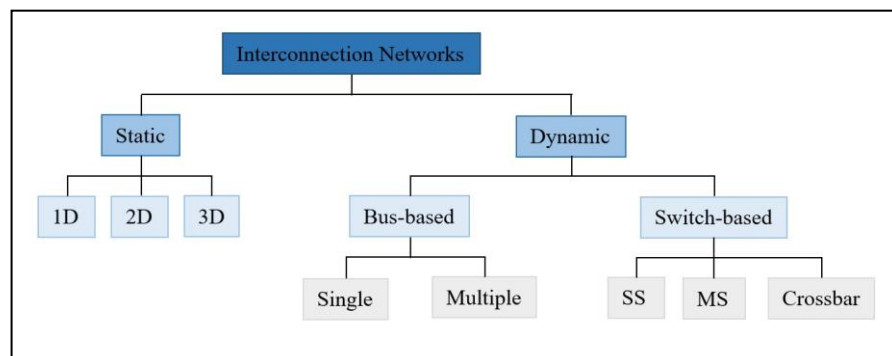 Interconnection Networks
Static
Dynamic
1D
2D
3D
Bus-based
Switch-based
Single
Multiple
SS
MS
Crossbar